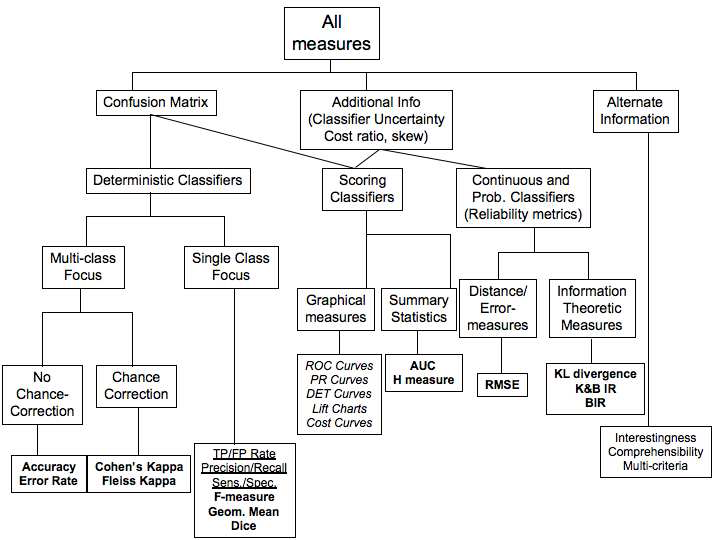 All
measures
Confusion Matrix
Additional Info
(Classifier Uncertainty
Cost ratio, skew)
Alternate
Information
Deterministic Classifiers
Scoring
Classifiers
Continuous and
Prob. Classifiers
(Reliability metrics)
Multi-class
Focus
Single Class
Focus
Graphical
measures
Summary
Statistics
Distance/
Error-
measures
Information
Theoretic
Measures
No
Chance-
Correction
Chance
Correction
ROC Curves
PR Curves
DET Curves
Lift Charts
Cost Curves
AUC
H measure
RMSE
KL divergence
K&B IR
BIR
Accuracy
Error Rate
Cohen's Kappa
Fleiss Kappa
TP/FP Rate
Precision/Recall
Sens./Spec.
F-measure
Geom. Mean
Dice
Interestingness
Comprehensibility
Multi-criteria